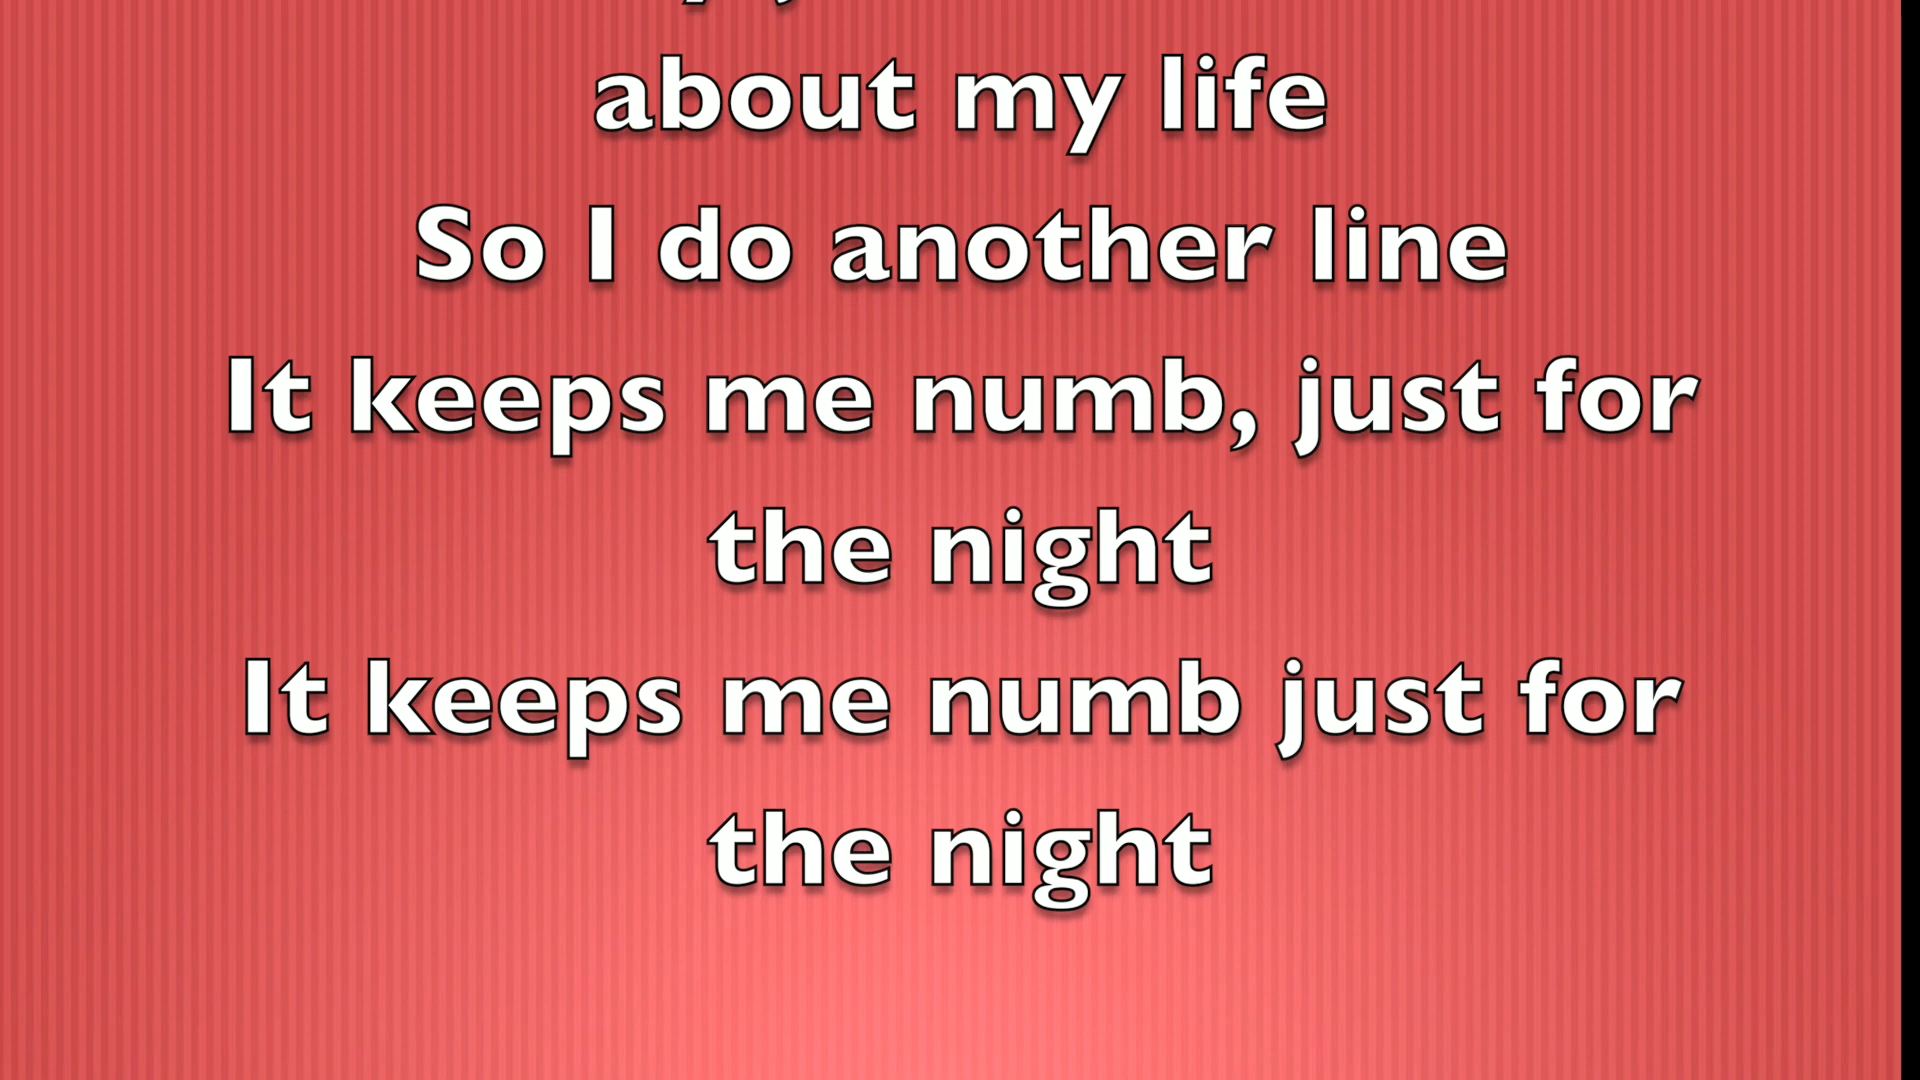 about my life
So I do another line
It keeps me numb, just for
the night
It keeps me numb just for
the night